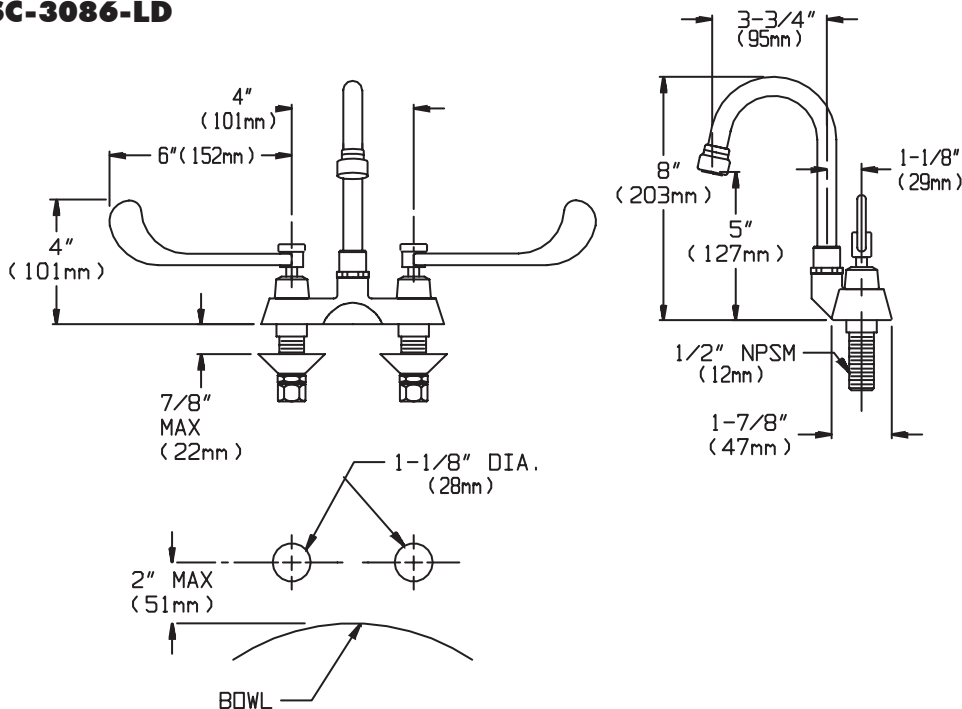 SC-3086-LD
3-3/4"
(95mm)
4"
(101mm)
6"(152mm)
1-1/8"
(29mm)
8"
(203mm)
4"
(101mm)
5"
(127mm)
1/2" NPSM
(12mm)
7/8"
MAX
(22mm)
1-7/8"
(47mm)
1-1/8" DIA.
(28mm)
2" MAX
(51mm)
BOWL